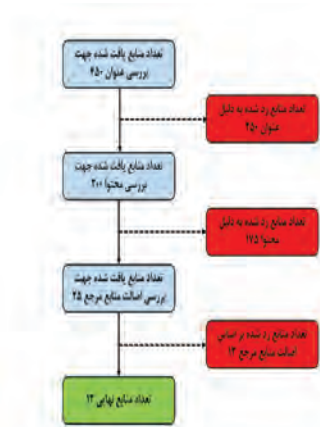 تعداد منابع یافت شده جهت
بررسی عنوان ۴۵۰
تعداد منابع رد شده به دلیل
عنوان ۲۵۰
تعداد منابع یافت شده جهت
بررسی محتوا ۲۰۰
تعداد منابع رد شده به دلیل
محتوا ۱۷۵
تعداد منابع یافت شده جهت
بررسی اصالت منابع مرجع ۲۵
تعداد منابع رد شده بر اساس
اصالت منابع مرجع ۱۳
تعداد منابع نهایی ۱۲